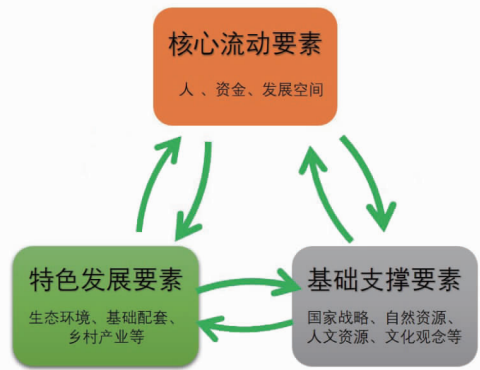 核心流动要素
人 、资金、发展空间
特色发展要素
生态环境、基础配套、
乡村产业等
基础支撑要素
国家战略、自然资源、
人文资源、文化观念等